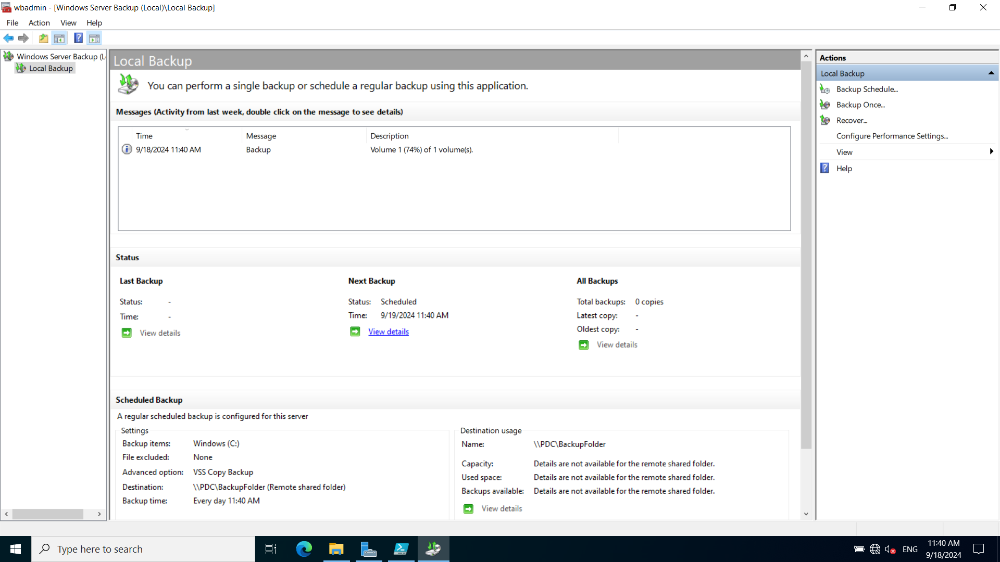 wbadmin - [Windows Server Backup (Local)\Local Backup]
File Action View Help
Windows Server Backup (L
Local Backup
Local Backup
You can perform a single backup or schedule a regular backup using this application.
Messages (Activity from last week, double click on the message to see details)
Time Message Description
9/18/2024 11:40 AM Backup Volume 1 (74%) of 1 volume(s).
Status
Last Backup
Status: -
Time: -
View details
Next Backup
Status: Scheduled
Time: 9/19/2024 11:40 AM
View details
All Backups
Total backups: 0 copies
Latest copy: -
Oldest copy: -
View details
Scheduled Backup
A regular scheduled backup is configured for this server
Settings
Backup items: Windows (C:)
File excluded: None
Advanced option: VSS Copy Backup
Destination: \\PDC\BackupFolder (Remote shared folder)
Backup time: Every day 11:40 AM
Destination usage
Name: \\PDC\BackupFolder
Capacity: Details are not available for the remote shared folder.
Used space: Details are not available for the remote shared folder.
Backups available: Details are not available for the remote shared folder.
View details
Actions
Local Backup
Backup Schedule...
Backup Once...
Recover...
Configure Performance Settings...
View
Help
Type here to search
ENG
11:40 AM
9/18/2024